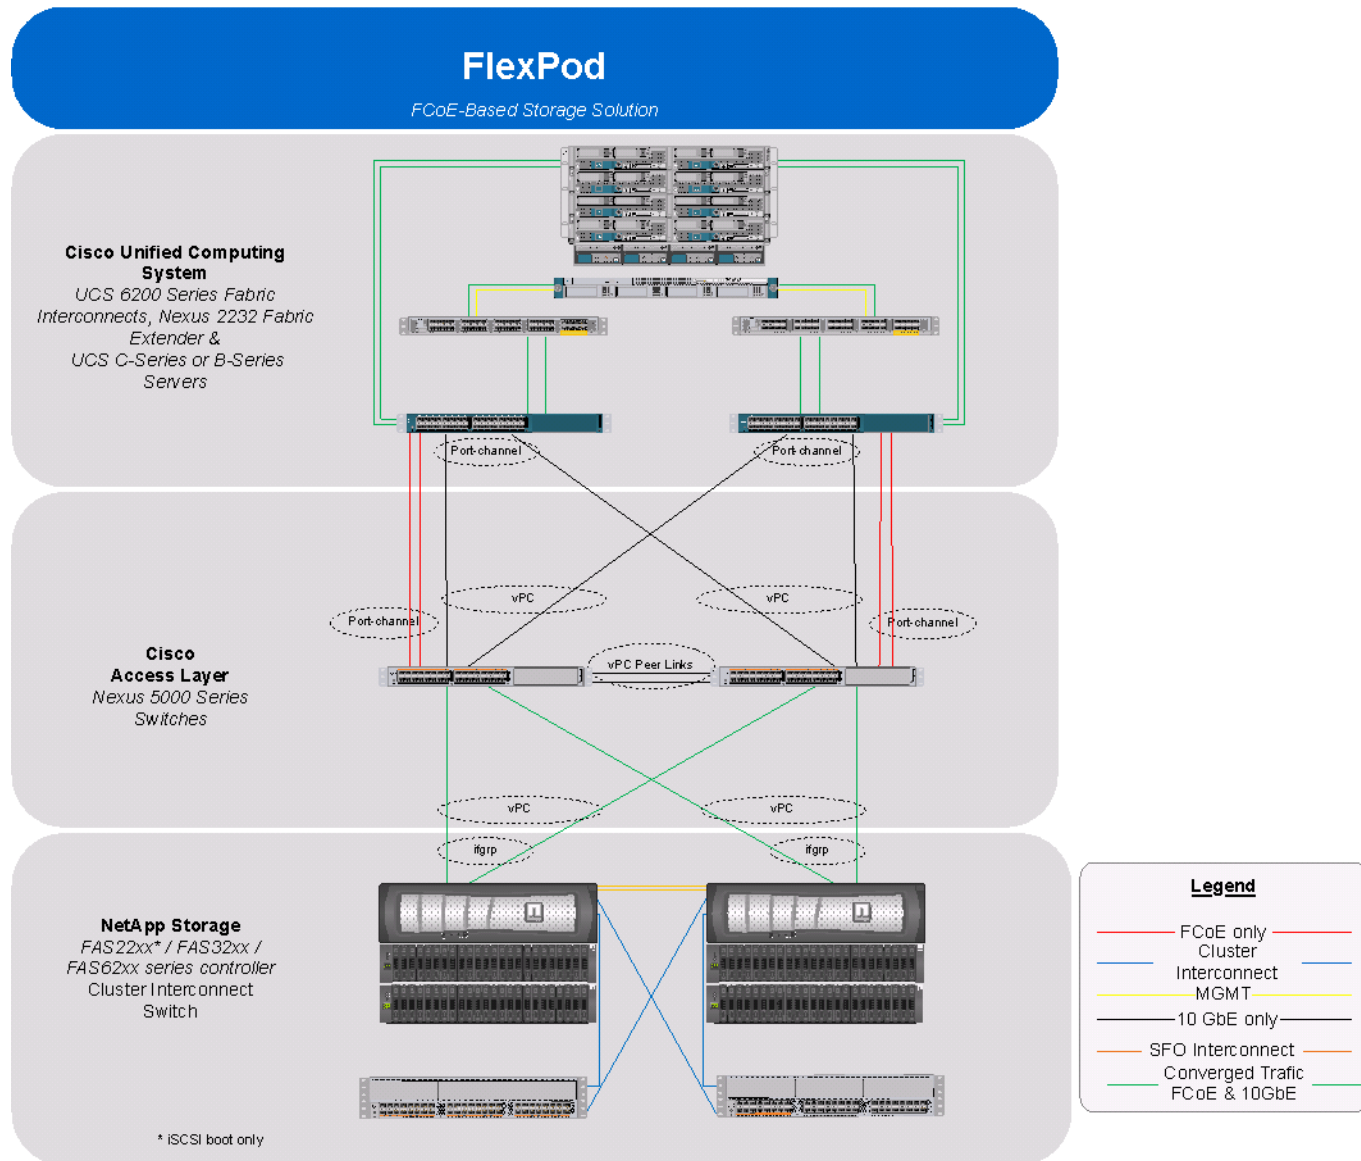 FlexPod
FCoE-Based Storage Solution
Cisco Unified Computing
System
UCS 6200 Series Fabric
Interconnects, Nexus 2232 Fabric
Extender &
UCS C-Series or B-Series
Servers
Port-channel
Port-channel
vPC
vPC
Port-channel
Port-channel
Cisco
Access Layer
Nexus 5000 Series
Switches
vPC Peer Links
vPC
vPC
ifgrp
ifgrp
NetApp Storage
FAS22xx* / FAS32xx /
FAS62xx series controller
Cluster Interconnect
Switch
* iSCSI boot only
Legend
FCoE only
Cluster
Interconnect
MGMT
10 GbE only
SFO Interconnect
Converged Trafic
FCoE & 10GbE